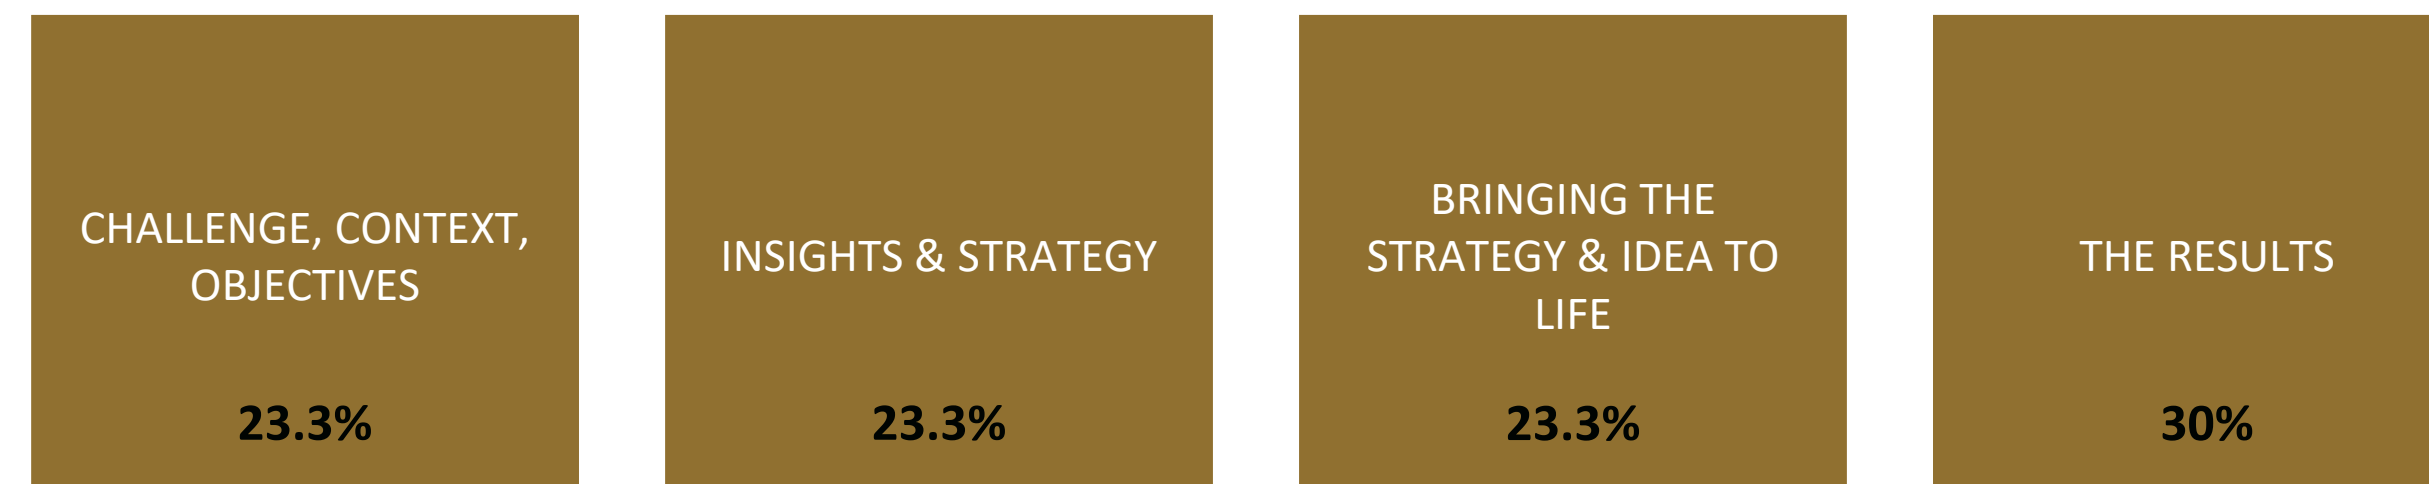 CHALLENGE, CONTEXT,
OBJECTIVES
23.3%
INSIGHTS & STRATEGY
23.3%
BRINGING THE
STRATEGY & IDEA TO
LIFE
23.3%
THE RESULTS
30%